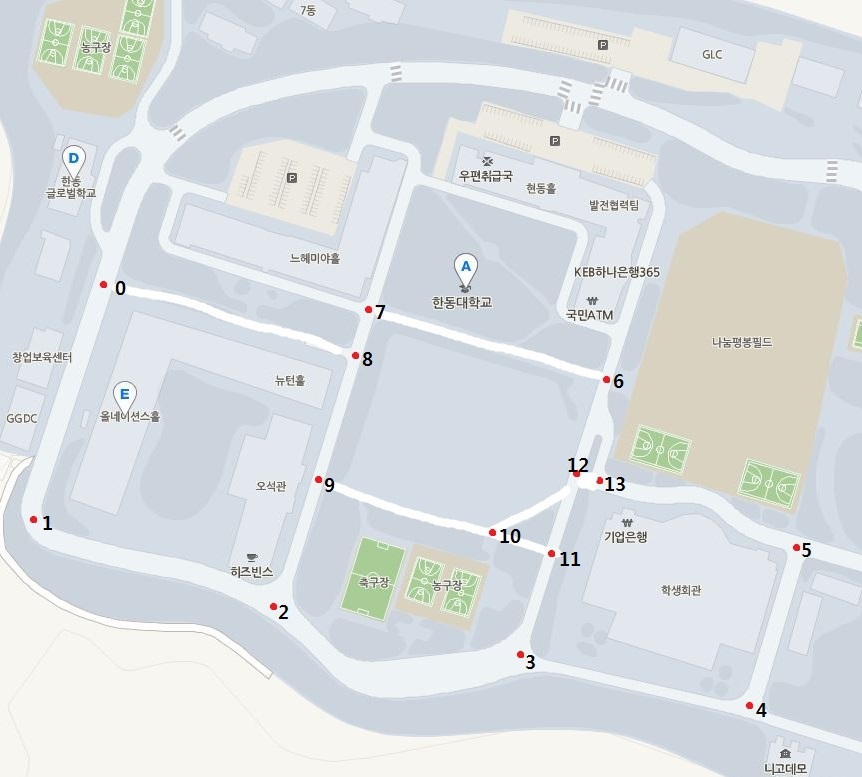 7동
농구장
P
GLC
P
D
한동
글로벌학교
P
우편취급국
현동홀
발전협력팀
느헤미야홀
A
한동대학교
KEB하나은행365
국민ATM
0
7
나눔평봉필드
창업보육센터
8
뉴턴홀
6
E
올네이션스홀
GGDC
12
오석관
9
13
1
10
기업은행
5
11
히즈빈스
축구장
농구장
학생회관
2
3
4
니고데모